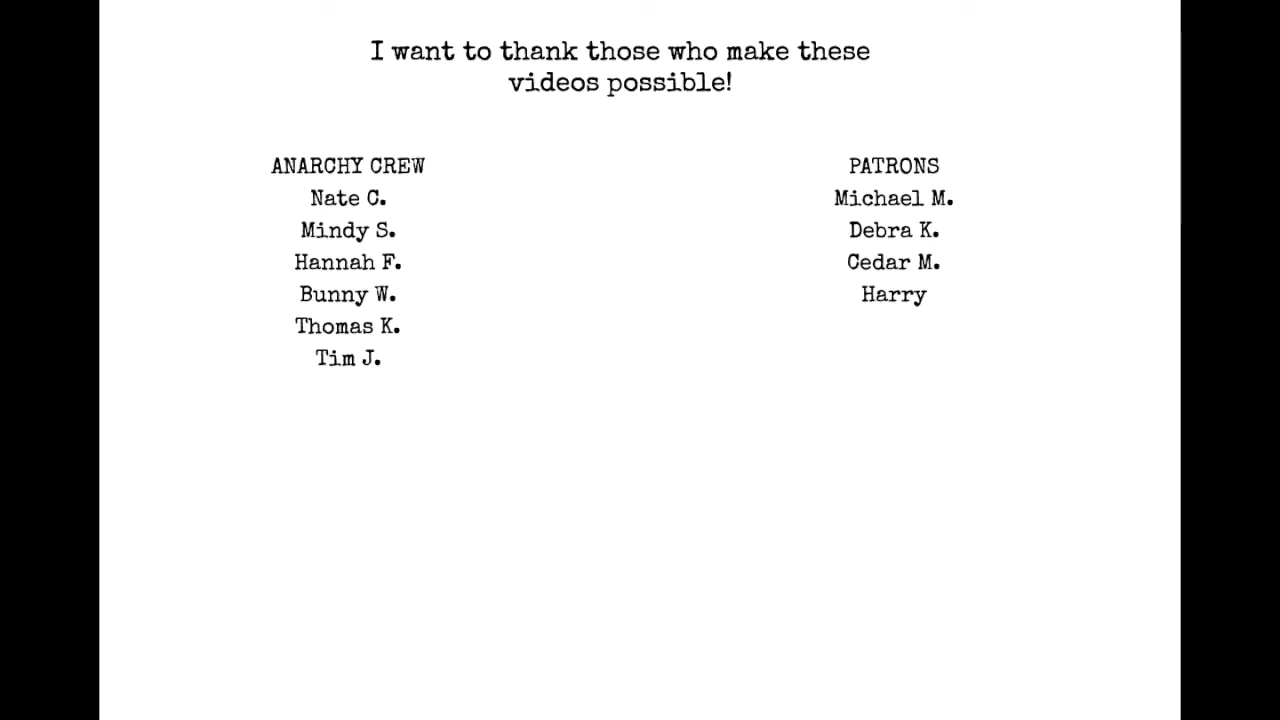 I want to thank those who make these
videos possible!
ANARCHY CREW
Nate C.
Mindy S.
Hannah F.
Bunny W.
Thomas K.
Tim J.
PATRONS
Michael M.
Debra K.
Cedar M.
Harry